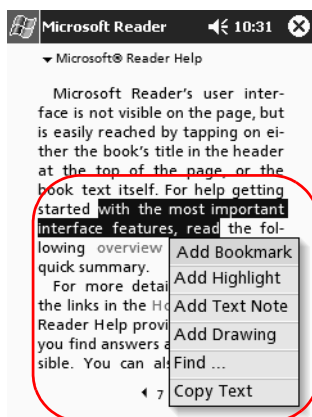 Microsoft Reader 10:31
Microsoft® Reader Help
Microsoft Reader's user inter-
face is not visible on the page, but
is easily reached by tapping on ei-
ther the book's title in the header
at the top of the page, or the
book text itself. For help getting
started with the most important
interface features, read the fol-
lowing overview
quick summary.
For more detai
the links in the Ho
Reader Help provi
you find answers a
sible. You can als
7
Add Bookmark
Add Highlight
Add Text Note
Add Drawing
Find ...
Copy Text